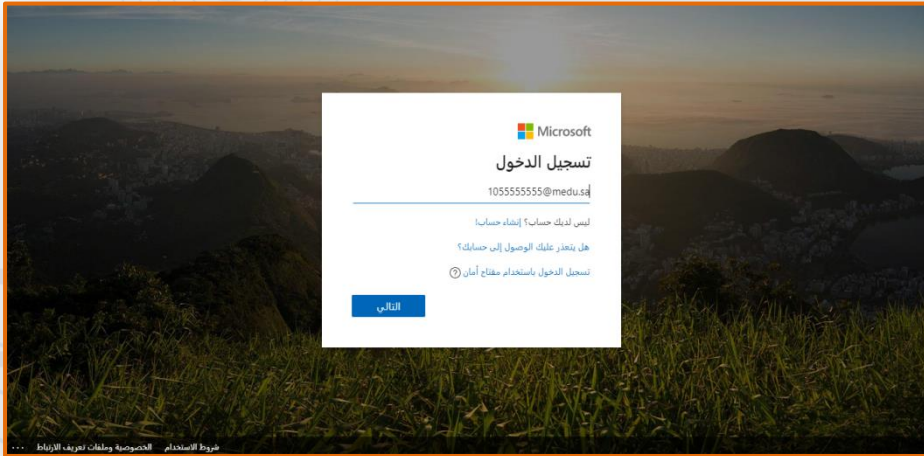 Microsoft
تسجيل الدخول
1055555555@medu.sa
ليس لديك حساب؟ إنشاء حساب!
هل يتعذر عليك الوصول إلى حسابك؟
تسجيل الدخول باستخدام مفتاح أمان
التالي
شروط الاستخدام الخصوصية وملفات تعريف الارتباط ...